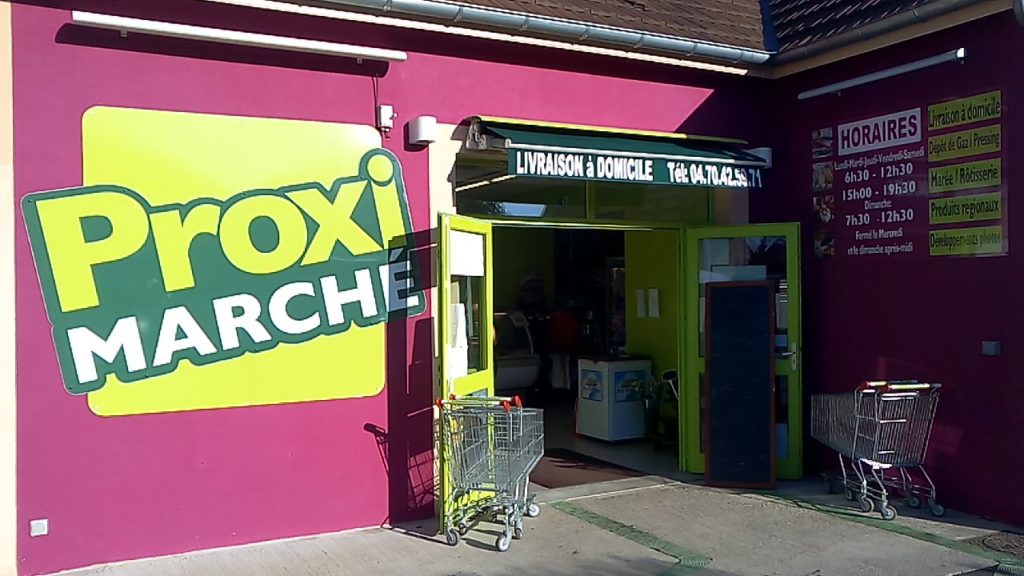 Proxi
MARCHÉ
LIVRAISON à DOMICILE Tél: 04.70.42.58.71
HORAIRES
Lundi-Mardi-Jeudi-Vendredi-Samedi
6h30 - 12h30
15h00 - 19h30
Dimanche:
7h30 -12h30
Fermé le Mercredi
et le dimanche après-midi
Livraison à domicile
Dépôt de Gaz / Pressing
Marée / Rôtisserie
Produits régionaux
Développements photos